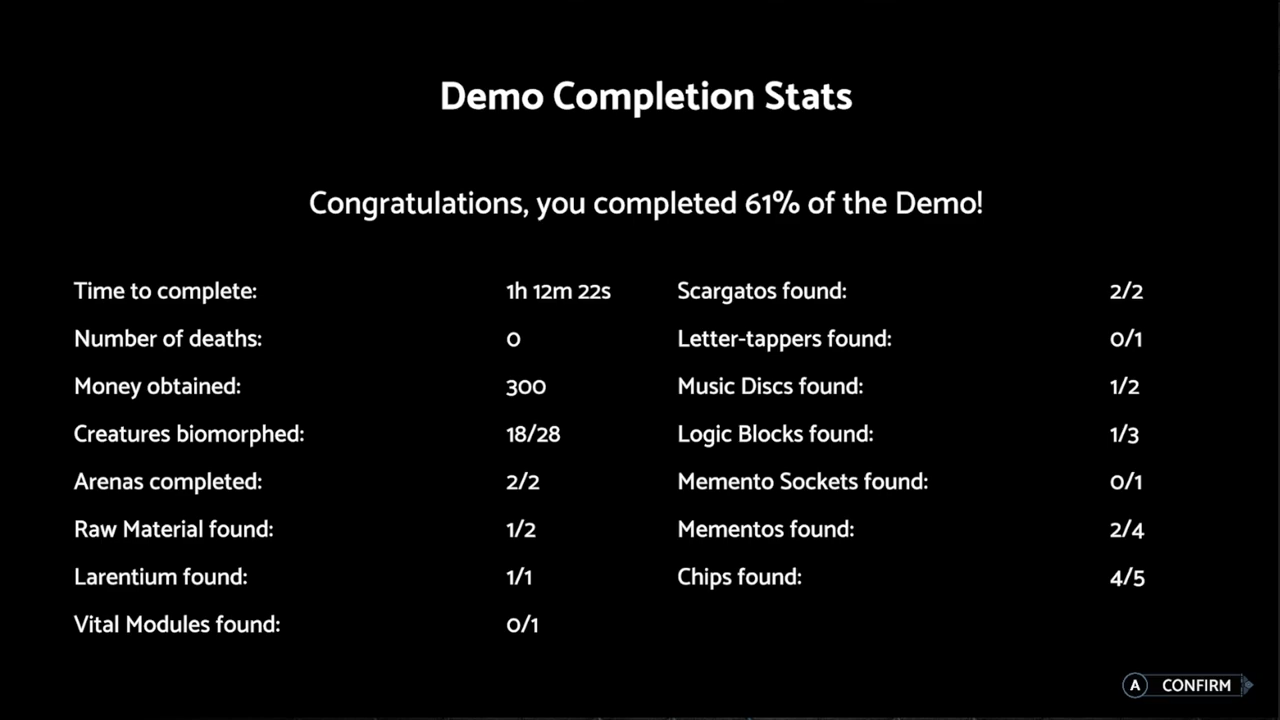 Demo Completion Stats
Congratulations, you completed 61% of the Demo!
Time to complete: 1h 12m 22s
Number of deaths: 0
Money obtained: 300
Creatures biomorphed: 18/28
Arenas completed: 2/2
Raw Material found: 1/2
Larentium found: 1/1
Vital Modules found: 0/1
Scargatos found: 2/2
Letter-tappers found: 0/1
Music Discs found: 1/2
Logic Blocks found: 1/3
Memento Sockets found: 0/1
Mementos found: 2/4
Chips found: 4/5
A CONFIRM